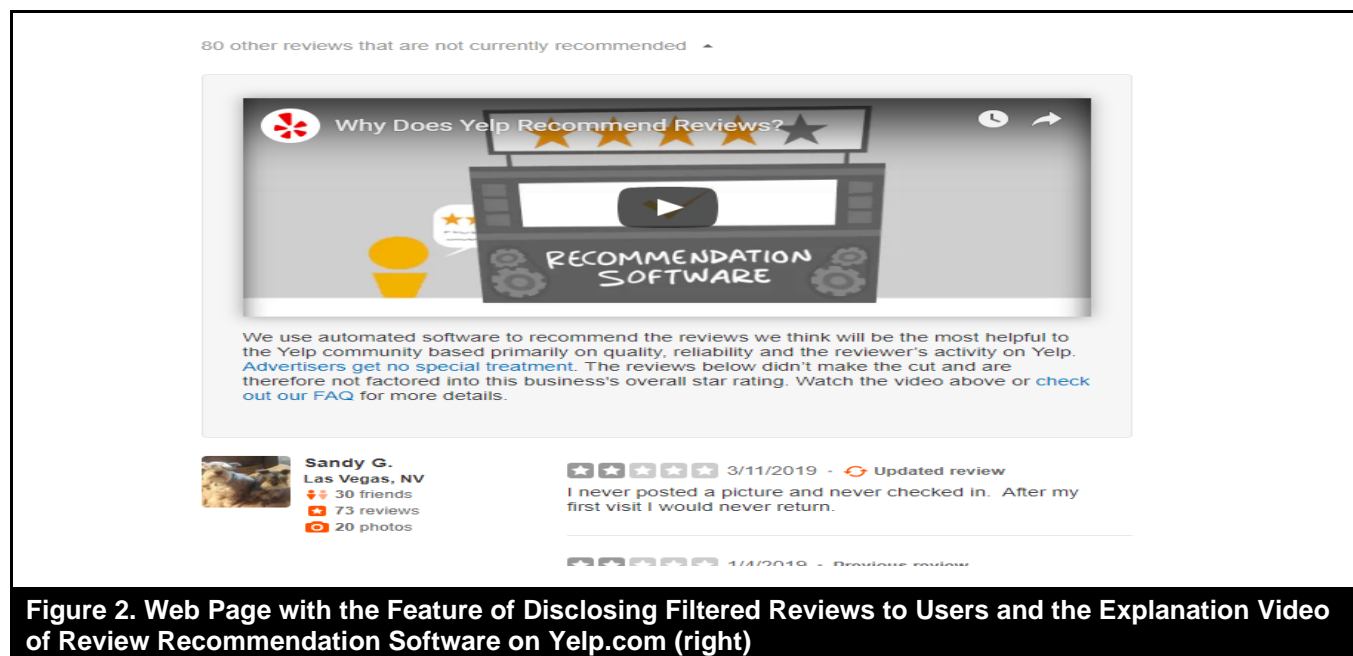 80 other reviews that are not currently recommended
Why Does Yelp Recommend Reviews?
RECOMMENDATION
SOFTWARE
We use automated software to recommend the reviews we think will be the most helpful to
the Yelp community based primarily on quality, reliability and the reviewer's activity on Yelp.
Advertisers get no special treatment. The reviews below didn't make the cut and are
therefore not factored into this business's overall star rating. Watch the video above or check
out our FAQ for more details.
Sandy G.
Las Vegas, NV
30 friends
73 reviews
20 photos
3/11/2019 - Updated review
I never posted a picture and never checked in. After my
first visit I would never return.
1/4/2019 - Previous review
Figure 2. Web Page with the Feature of Disclosing Filtered Reviews to Users and the Explanation Video
of Review Recommendation Software on Yelp.com (right)